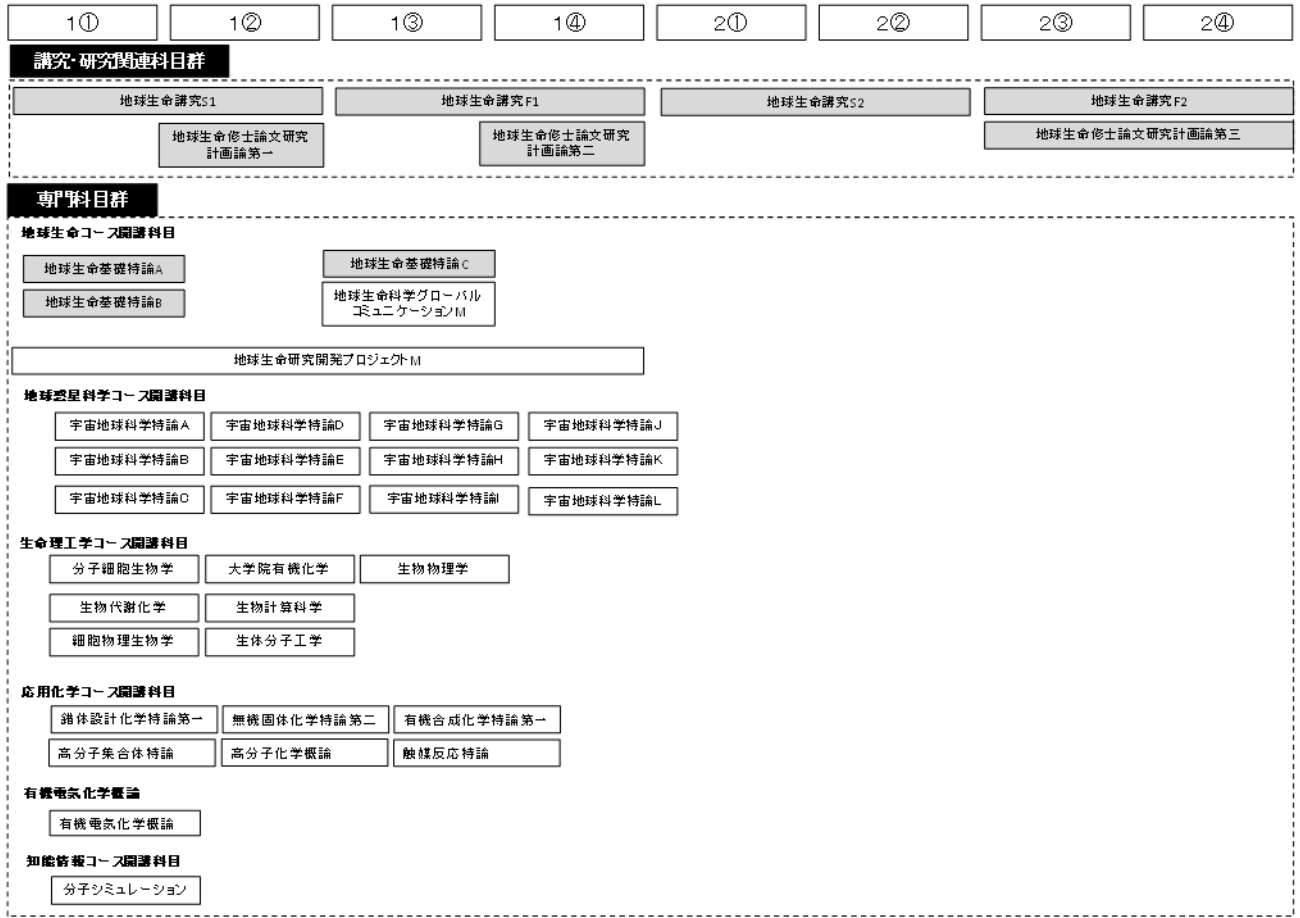 1①
1②
1③
1④
2①
2②
2③
2④
講究・研究関連科目群
地球生命講究S1
地球生命講究F1
地球生命講究S2
地球生命講究F2
地球生命修士論文研究
計画論第一
地球生命修士論文研究
計画論第二
地球生命修士論文研究計画論第三
専門科目群
地球生命コース開講科目
地球生命基礎特論A
地球生命基礎特論C
地球生命基礎特論B
地球生命科学グローバル
コミュニケーションM
地球生命研究開発プロジェクトM
地球惑星科学コース開講科目
宇宙地球科学特論A
宇宙地球科学特論D
宇宙地球科学特論G
宇宙地球科学特論J
宇宙地球科学特論B
宇宙地球科学特論E
宇宙地球科学特論H
宇宙地球科学特論K
宇宙地球科学特論C
宇宙地球科学特論F
宇宙地球科学特論I
宇宙地球科学特論L
生命理工学コース開講科目
分子細胞生物学
大学院有機化学
生物物理学
生物代謝化学
生物計算科学
細胞物理生物学
生体分子工学
応用化学コース開講科目
錯体設計化学特論第一
無機固体化学特論第二
有機合成化学特論第一
高分子集合体特論
高分子化学概論
触媒反応特論
有機電気化学概論
有機電気化学概論
知能情報コース開講科目
分子シミュレーション